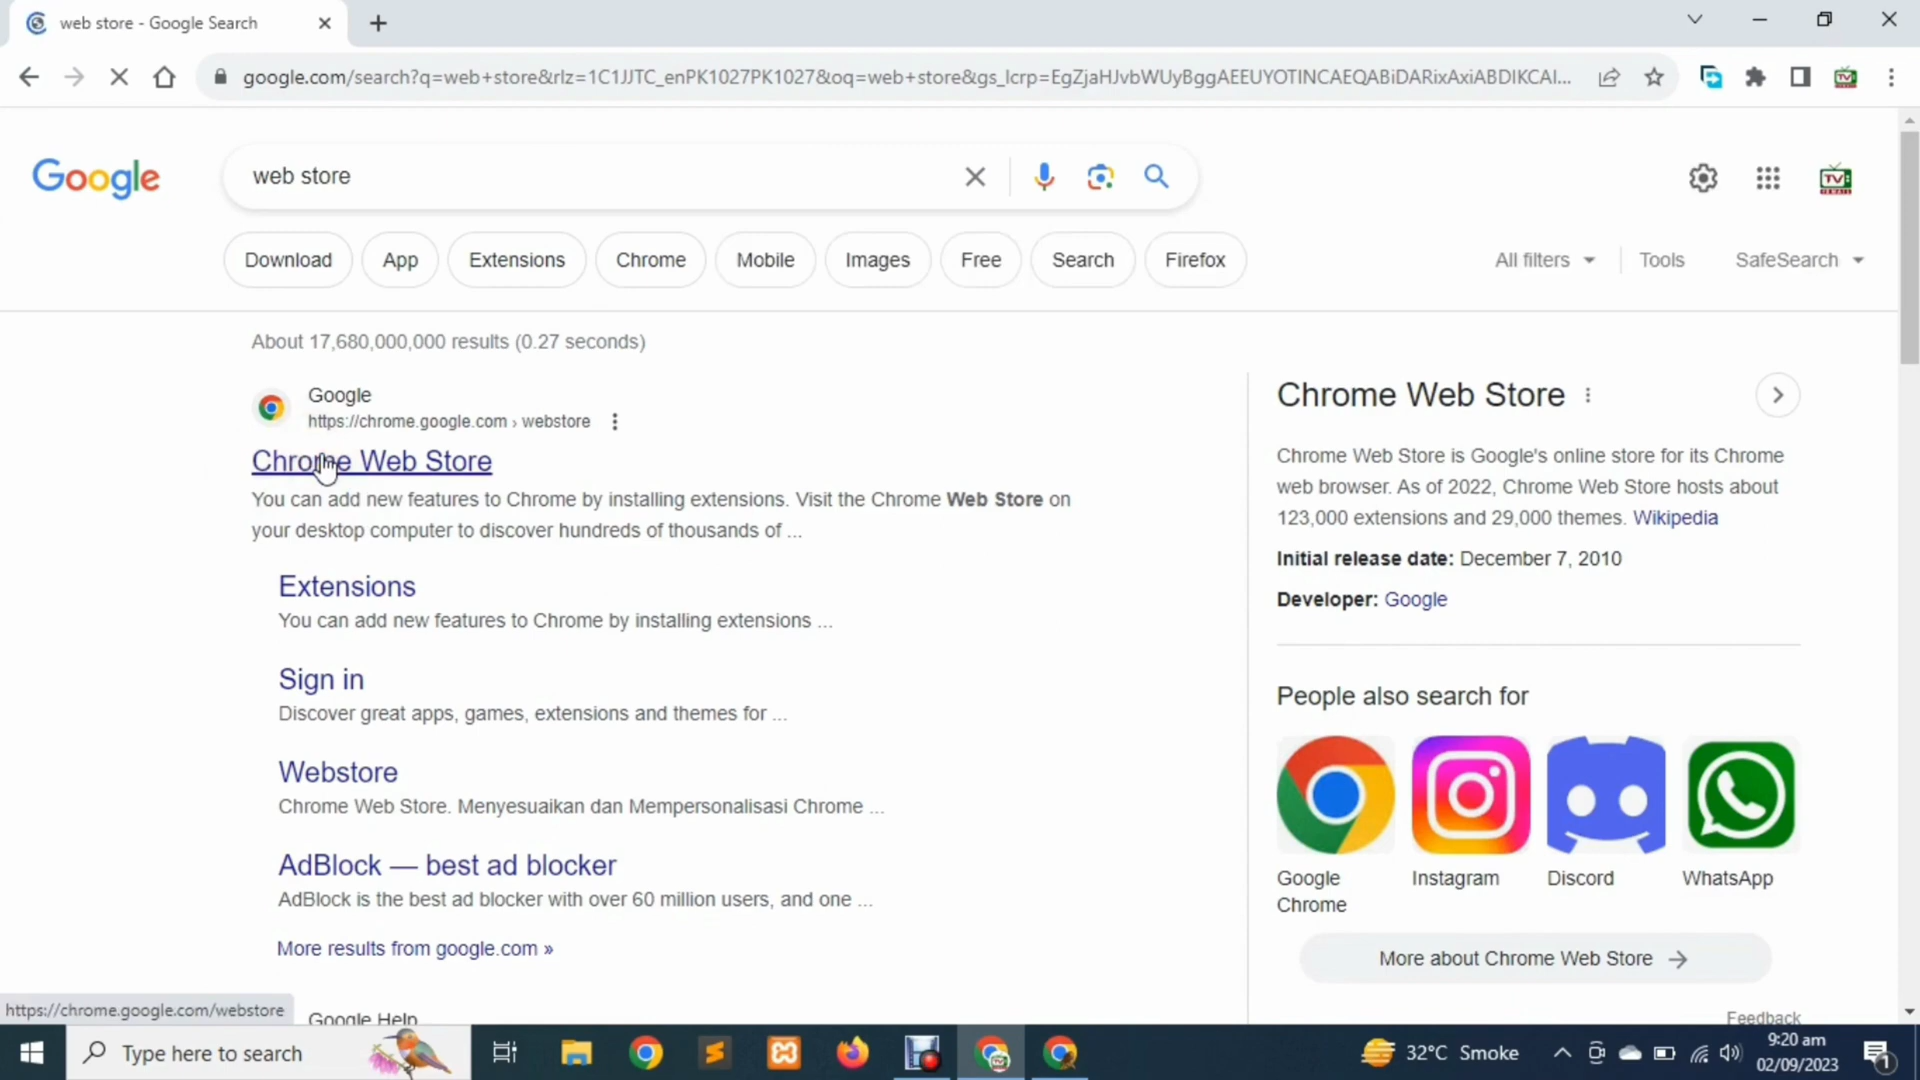 web store - Google Search
google.com/search?q=web+store&rlz=1C1JJTC_enPK1027PK1027&oq=web+store&gs_lcrp=EgZjaHJvbWUyBggAEEUYOTINCAEQABiDARixAxiABDIKCAI...
Google
web store
Download
App
Extensions
Chrome
Mobile
Images
Free
Search
Firefox
All filters
Tools
SafeSearch
About 17,680,000,000 results (0.27 seconds)
Google
https://chrome.google.com › webstore
Chrome Web Store
You can add new features to Chrome by installing extensions. Visit the Chrome Web Store on
your desktop computer to discover hundreds of thousands of ...
Extensions
You can add new features to Chrome by installing extensions ...
Sign in
Discover great apps, games, extensions and themes for ...
Webstore
Chrome Web Store. Menyesuaikan dan Mempersonalisasi Chrome ...
AdBlock — best ad blocker
AdBlock is the best ad blocker with over 60 million users, and one ...
More results from google.com »
Google Help
Chrome Web Store
Chrome Web Store is Google's online store for its Chrome
web browser. As of 2022, Chrome Web Store hosts about
123,000 extensions and 29,000 themes. Wikipedia
Initial release date: December 7, 2010
Developer: Google
People also search for
Google
Chrome
Instagram
Discord
WhatsApp
More about Chrome Web Store
Feedback
https://chrome.google.com/webstore
Type here to search
32°C Smoke
9:20 am
02/09/2023
1